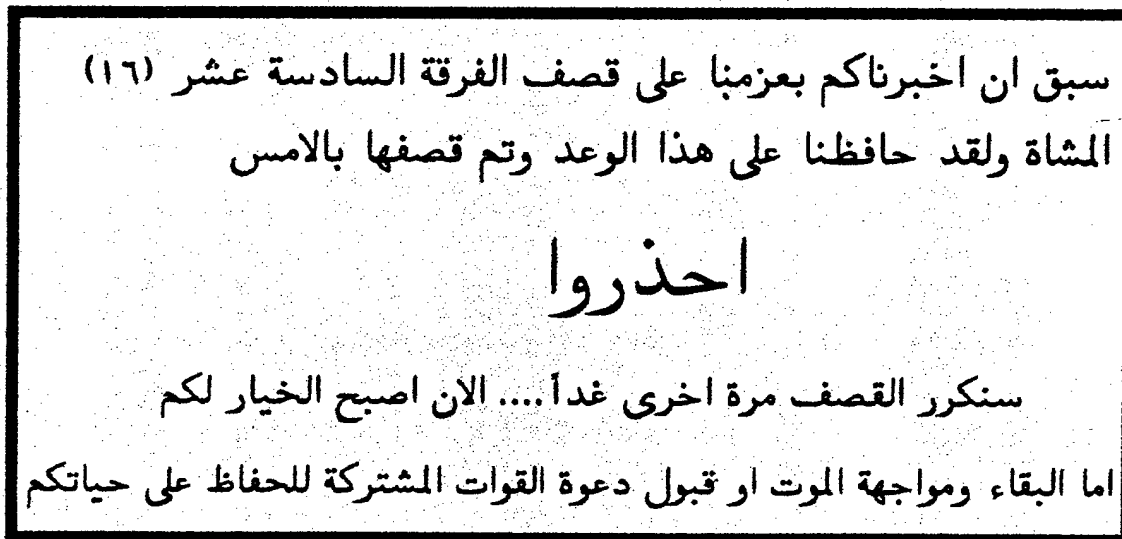 سبق ان اخبرناكم بعزمنا على قصف الفرقة السادسة عشر (١٦)
المشاة ولقد حافظنا على هذا الوعد وتم قصفها بالامس
احذروا
سنكرر القصف مرة اخرى غداً .... الان اصبح الخيار لكم
اما البقاء ومواجهة الموت او قبول دعوة القوات المشتركة للحفاظ على حياتكم